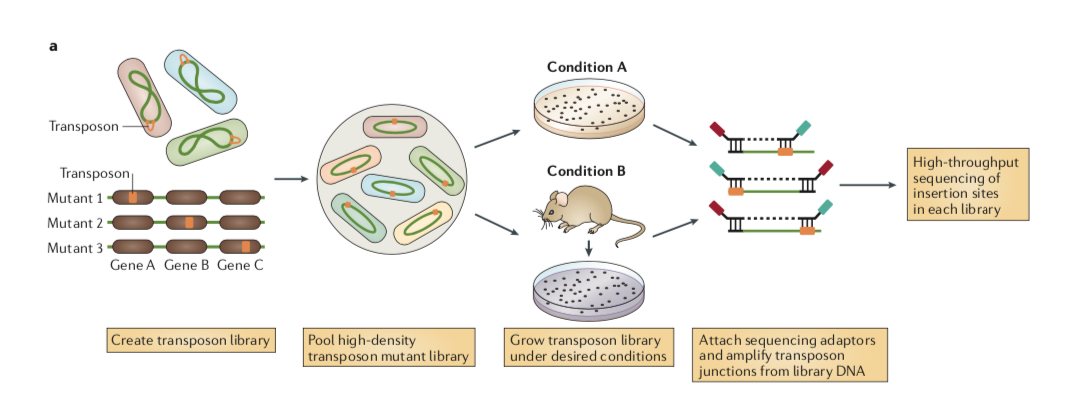 a
Condition A
Transposon
Transposon
Condition B
Mutant 1
Mutant 2
Mutant 3
Gene A Gene B Gene C
High-throughput
sequencing of
insertion sites
in each library
Create transposon library
Pool high-density
transposon mutant library
Grow transposon library
under desired conditions
Attach sequencing adaptors
and amplify transposon
junctions from library DNA